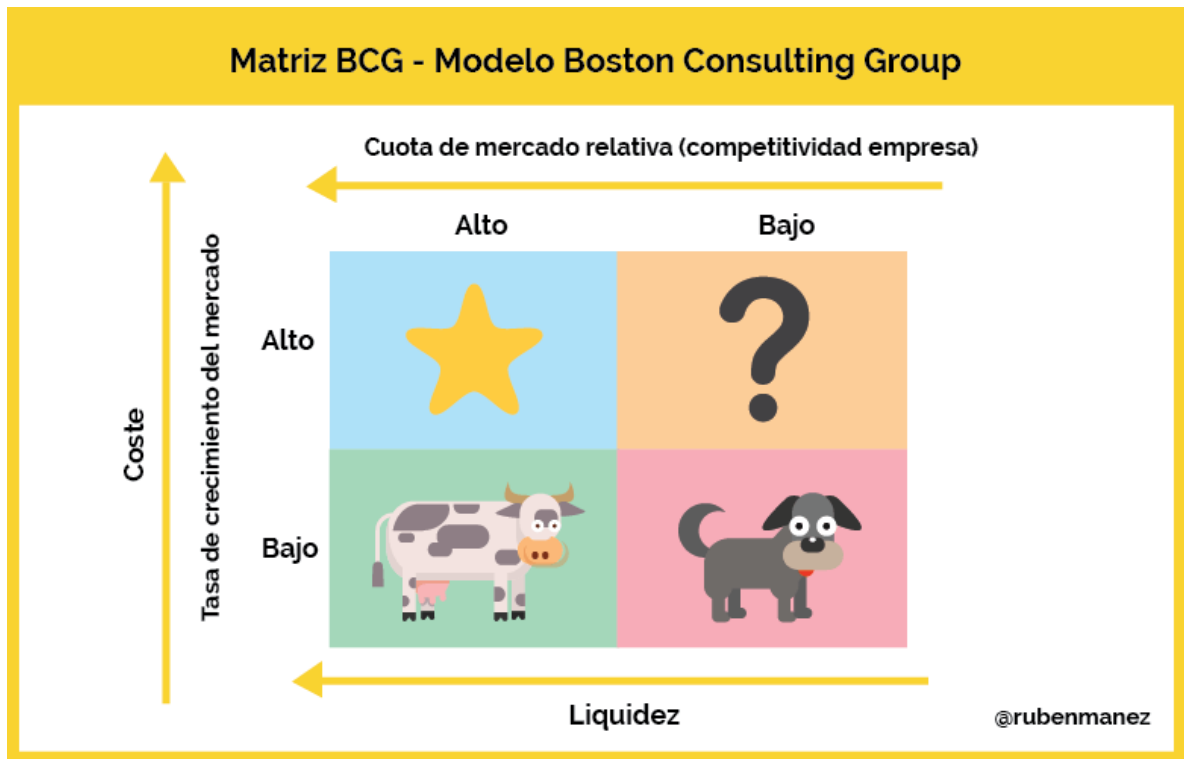 Matriz BCG - Modelo Boston Consulting Group
Cuota de mercado relativa (competitividad empresa)
Alto
Bajo
Coste
Tasa de crecimiento del mercado
Alto
?
Bajo
Liquidez
@rubenmanez